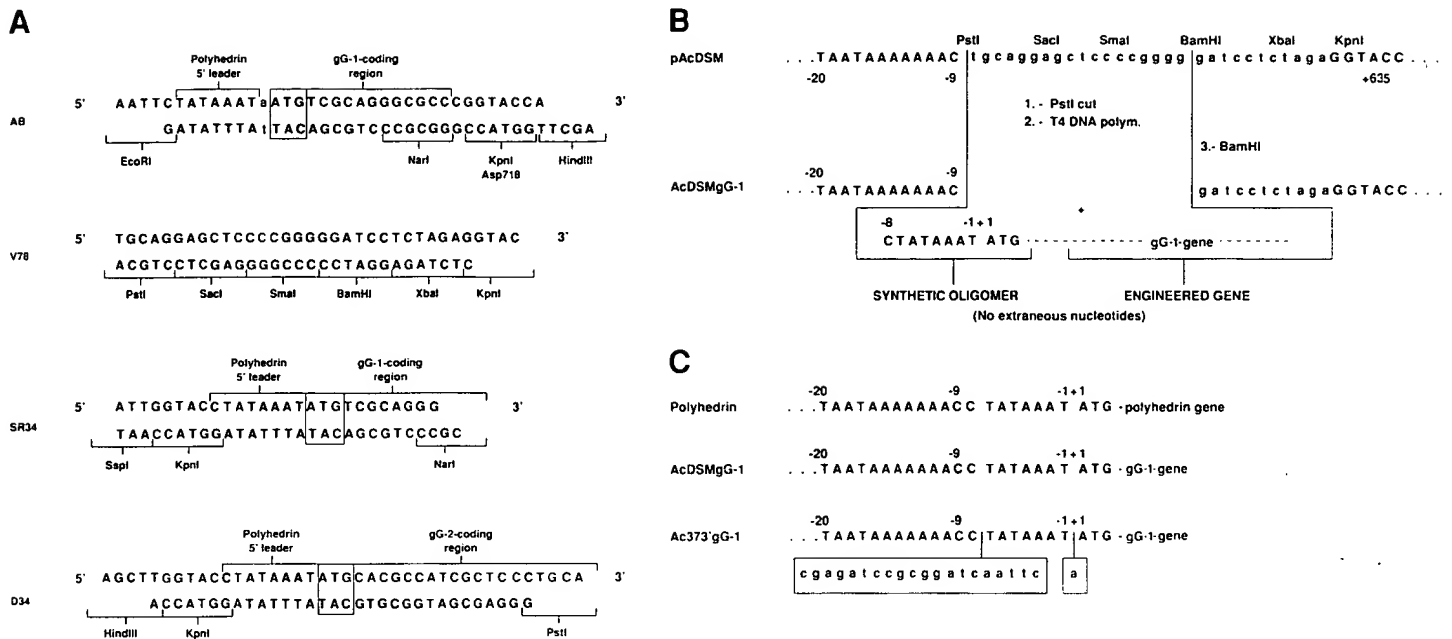 A
Polyhedrin
5' leader
gG-1-coding
region
5' AATTCTATAAATaATGTCGCAGGGCGCCCGGTACCA 3'
AB
GATATTTAtTACAGCGTCCCGCGGGCCATGGTTCGA
EcoRI
NarI
KpnI
Asp718
HindIII
5' TGCAGGAGCTCCCCGGGGGATCCTCTAGAGGTAC 3'
V78
ACGTCCTCGAGGGGCCCCCTAGGAGATCTC
PstI SacI SmaI BamHI XbaI KpnI
Polyhedrin
5' leader
gG-1-coding
region
5' ATTGGTACCTATAAATATGTCGCAGGG 3'
SR34
TAACCATGGATATTTATACAGCGTCCCGC
SspI KpnI NarI
Polyhedrin
5' leader
gG-2-coding
region
5' AGCTTGGTACCTATAAATATGCACGCCATCGCTCCCTGCA 3'
D34
ACCATGGATATTTATACGTGCGGTAGCGAGGG
HindIII KpnI PstI
B
PstI SacI SmaI BamHI XbaI KpnI
pAcDSM ...TAATAAAAAAACtgcaggagctccccgggggatcctctagaGGTACC...
-20 -9 +635
1.- PstI cut
2.- T4 DNA polym.
3.- BamHI
-20 -9
AcDSMgG-1 ...TAATAAAAAAAC gatcctctagaGGTACC...
+
-8 -1+1
CTATAAAT ATG - - - - - gG-1-gene - - - - -
SYNTHETIC OLIGOMER ENGINEERED GENE
(No extraneous nucleotides)
C
-20 -9 -1+1
Polyhedrin ...TAATAAAAAAACC TATAAAT ATG -polyhedrin gene
-20 -9 -1+1
AcDSMgG-1 ...TAATAAAAAAACC TATAAAT ATG - gG-1-gene
-20 -9 -1+1
Ac373'gG-1 ...TAATAAAAAAACC TATAAAT ATG - gG-1-gene
cgagatccgcggatcaattc a